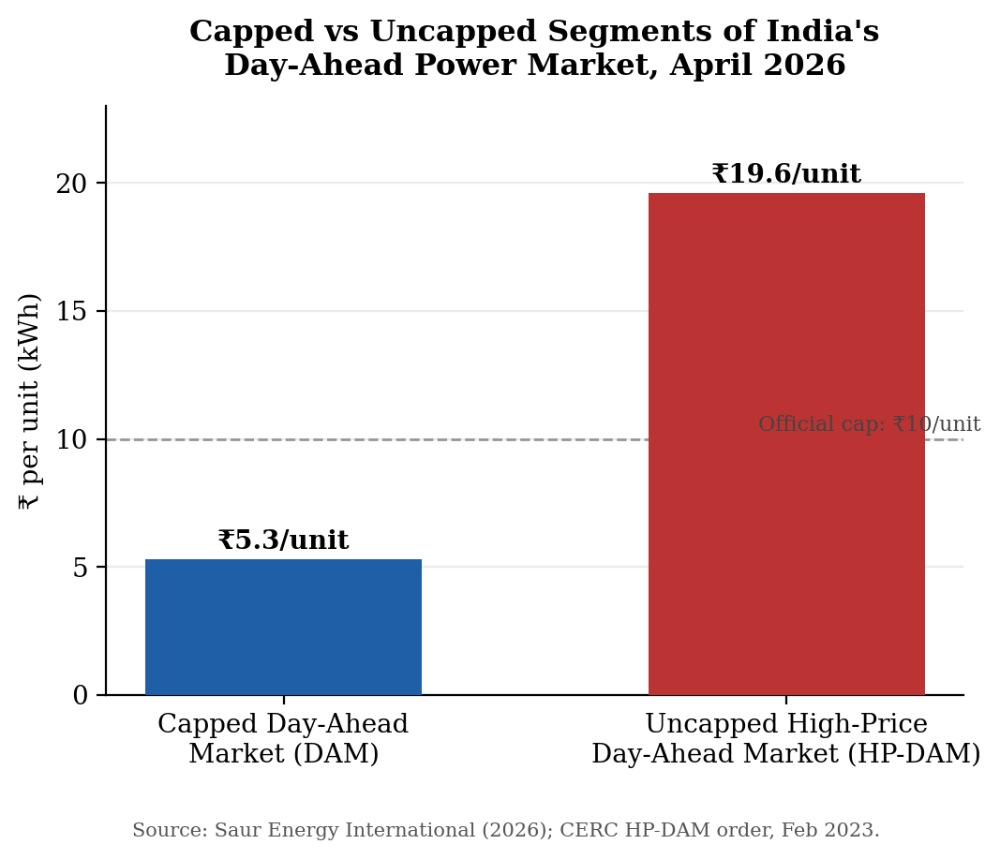 Capped vs Uncapped Segments of India's
Day-Ahead Power Market, April 2026
₹ per unit (kWh)
20
15
10
5
0
₹19.6/unit
Official cap: ₹10/unit
₹5.3/unit
Capped Day-Ahead
Market (DAM)
Uncapped High-Price
Day-Ahead Market (HP-DAM)
Source: Saur Energy International (2026); CERC HP-DAM order, Feb 2023.